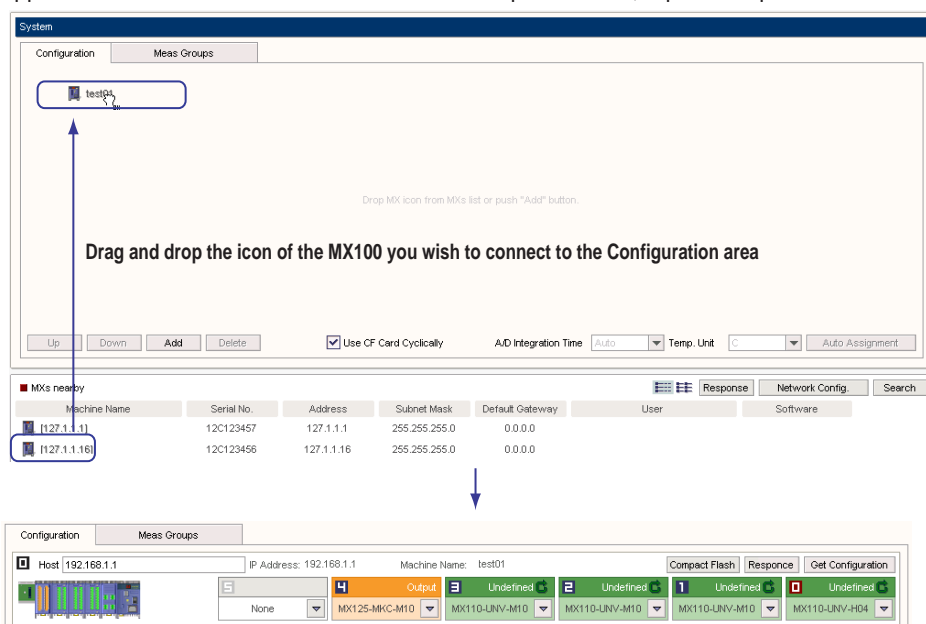 System
Configuration Meas Groups
test01
Drop MX icon from MXs list or push "Add" button.
Drag and drop the icon of the MX100 you wish to connect to the Configuration area
Up Down Add Delete Use CF Card Cyclically A/D Integration Time Auto Temp. Unit C Auto Assignment
MXs nearby Response Network Config. Search
Machine Name Serial No. Address Subnet Mask Default Gateway User Software
[127.1.1.1] 12C123457 127.1.1.1 255.255.255.0 0.0.0.0
[127.1.1.16] 12C123456 127.1.1.16 255.255.255.0 0.0.0.0
Configuration Meas Groups
0 Host 192.168.1.1 IP Address: 192.168.1.1 Machine Name: test01 Compact Flash Responce Get Configuration
5 4 Output 3 Undefined 2 Undefined 1 Undefined 0 Undefined
None MX125-MKC-M10 MX110-UNV-M10 MX110-UNV-M10 MX110-UNV-M10 MX110-UNV-H04